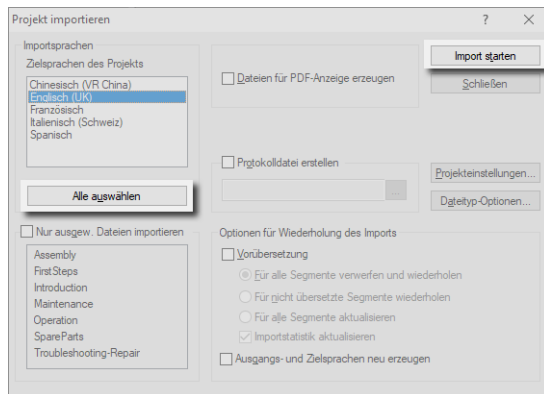 Projekt importieren
Importsprachen
Zielsprachen des Projekts
Chinesisch (VR China)
Englisch (UK)
Französisch
Italienisch (Schweiz)
Spanisch
Alle auswählen
Nur ausgew. Dateien importieren
Assembly
FirstSteps
Introduction
Maintenance
Operation
SpareParts
Troubleshooting-Repair
Dateien für PDF-Anzeige erzeugen
Protokolldatei erstellen
...
Optionen für Wiederholung des Imports
Vorübersetzung
Für alle Segmente verwerfen und wiederholen
Für nicht übersetzte Segmente wiederholen
Für alle Segmente aktualisieren
Importstatistik aktualisieren
Ausgangs- und Zielsprachen neu erzeugen
Import starten
Schließen
Projekteinstellungen...
Dateityp-Optionen...